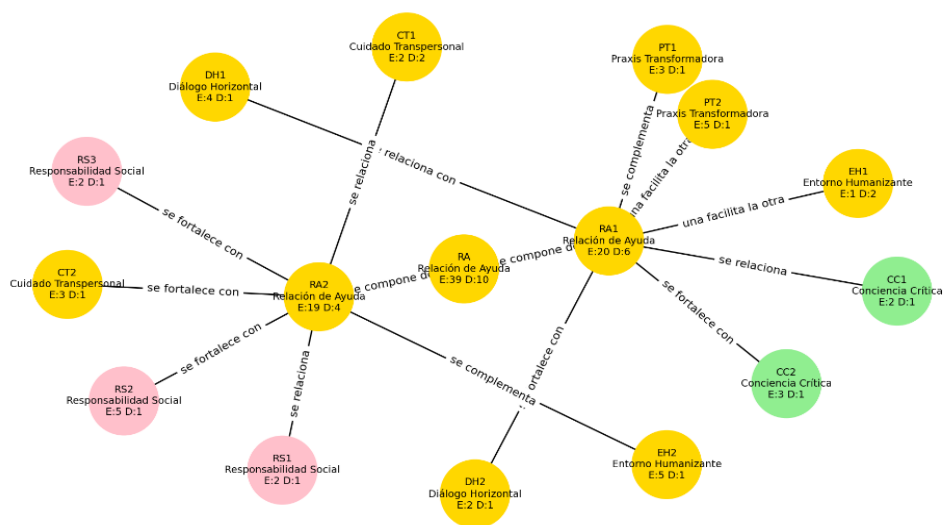 CT1
Cuidado Transpersonal
E:2 D:2
PT1
Praxis Transformadora
E:3 D:1
DH1
Diálogo Horizontal
E:4 D:1
PT2
Praxis Transformadora
E:5 D:1
se relaciona
se complementa
e relaciona con
una facilita la otra
RS3
Responsabilidad Social
E:2 D:1
EH1
Entorno Humanizante
E:1 D:2
una facilita la otra
se fortalece con
RA1
Relación de Ayuda
E:20 D:6
RA
Relación de Ayuda
E:39 D:10
se compone d
se compone d
se relaciona
CT2
Cuidado Transpersonal
E:3 D:1
se fortalece con
RA2
Relación de Ayuda
E:19 D:4
CC1
Conciencia Crítica
E:2 D:1
se fortalece con
se fortalece con
se relaciona
se complementa
ortalece con
CC2
Conciencia Crítica
E:3 D:1
RS2
Responsabilidad Social
E:5 D:1
RS1
Responsabilidad Social
E:2 D:1
EH2
Entorno Humanizante
E:5 D:1
DH2
Diálogo Horizontal
E:2 D:1